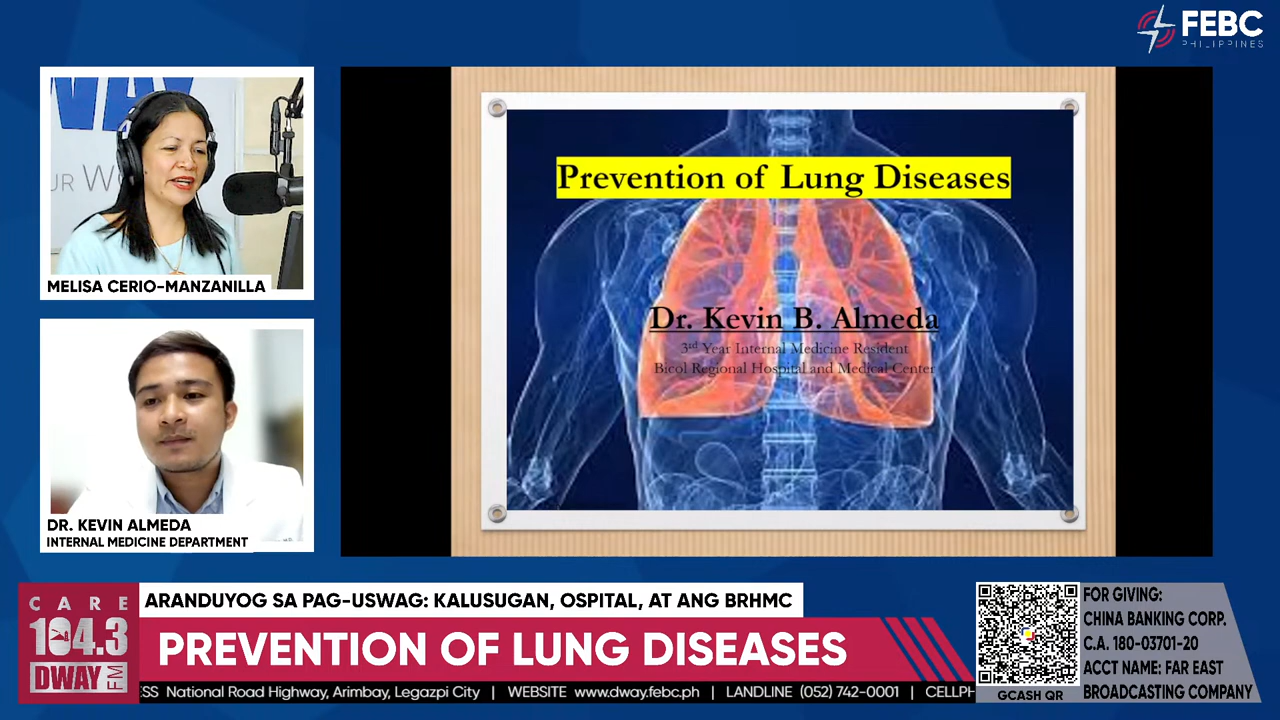 FEBC
PHILIPPINES
WAY
UR W
MELISA CERIO-MANZANILLA
Prevention of Lung Diseases
Dr. Kevin B. Almeda
3rd Year Internal Medicine Resident
Bicol Regional Hospital and Medical Center
DR. KEVIN ALMEDA
INTERNAL MEDICINE DEPARTMENT
CARE
104.3
DWAY FM
ARANDUYOG SA PAG-USWAG: KALUSUGAN, OSPITAL, AT ANG BRHMC
PREVENTION OF LUNG DISEASES
SS National Road Highway, Arimbay, Legazpi City | WEBSITE www.dway.febc.ph | LANDLINE (052) 742-0001 | CELLPH
GCASH QR
FOR GIVING:
CHINA BANKING CORP.
C.A. 180-03701-20
ACCT NAME: FAR EAST
BROADCASTING COMPANY